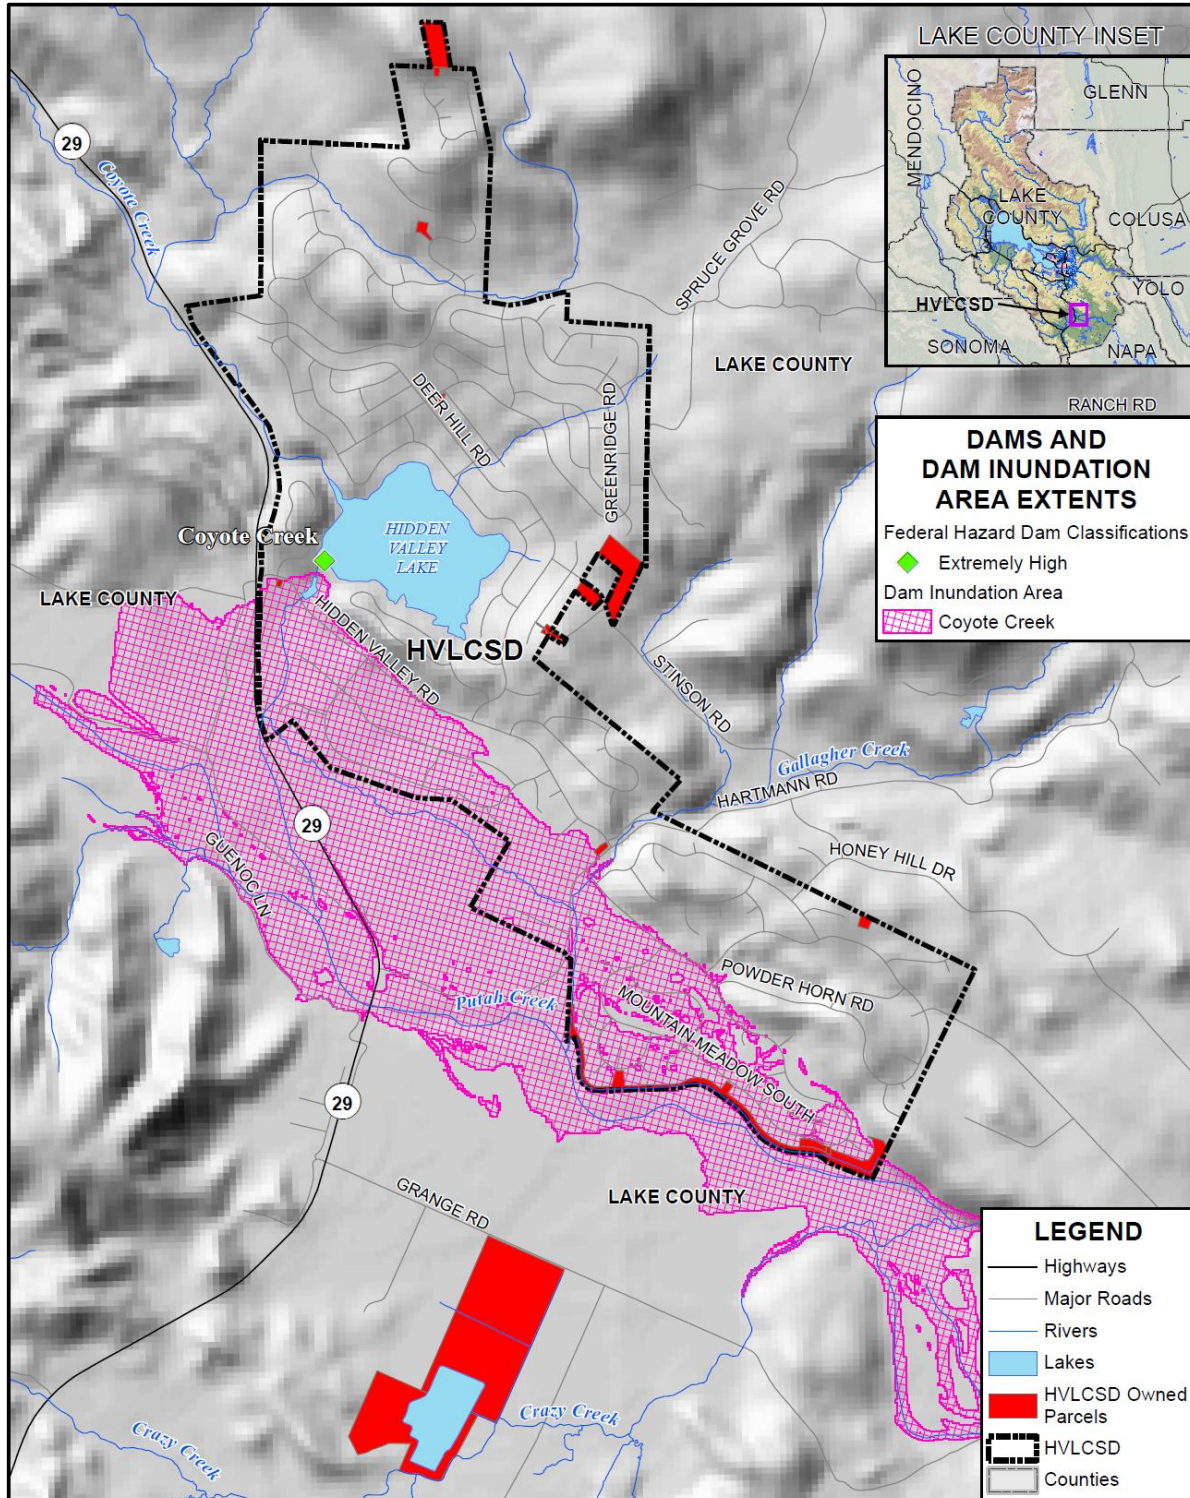 LAKE COUNTY INSET
MENDOCINO
GLENN
LAKE
COUNTY
COLUSA
YOLO
HVLCSD
SONOMA
NAPA
29
Coyote Creek
SPRUCE GROVE RD
LAKE COUNTY
RANCH RD
DEER HILL RD
GREENRIDGE RD
DAMS AND
DAM INUNDATION
AREA EXTENTS
Federal Hazard Dam Classifications
Extremely High
Dam Inundation Area
Coyote Creek
Coyote Creek
HIDDEN
VALLEY
LAKE
LAKE COUNTY
HIDDEN VALLEY RD
HVLCSD
STINSON RD
Gallagher Creek
HARTMANN RD
29
GUENOC LN
HONEY HILL DR
POWDER HORN RD
Putah Creek
MOUNTAIN MEADOW SOUTH
29
GRANGE RD
LAKE COUNTY
Crazy Creek
Crazy Creek
LEGEND
Highways
Major Roads
Rivers
Lakes
HVLCSD Owned
Parcels
HVLCSD
Counties